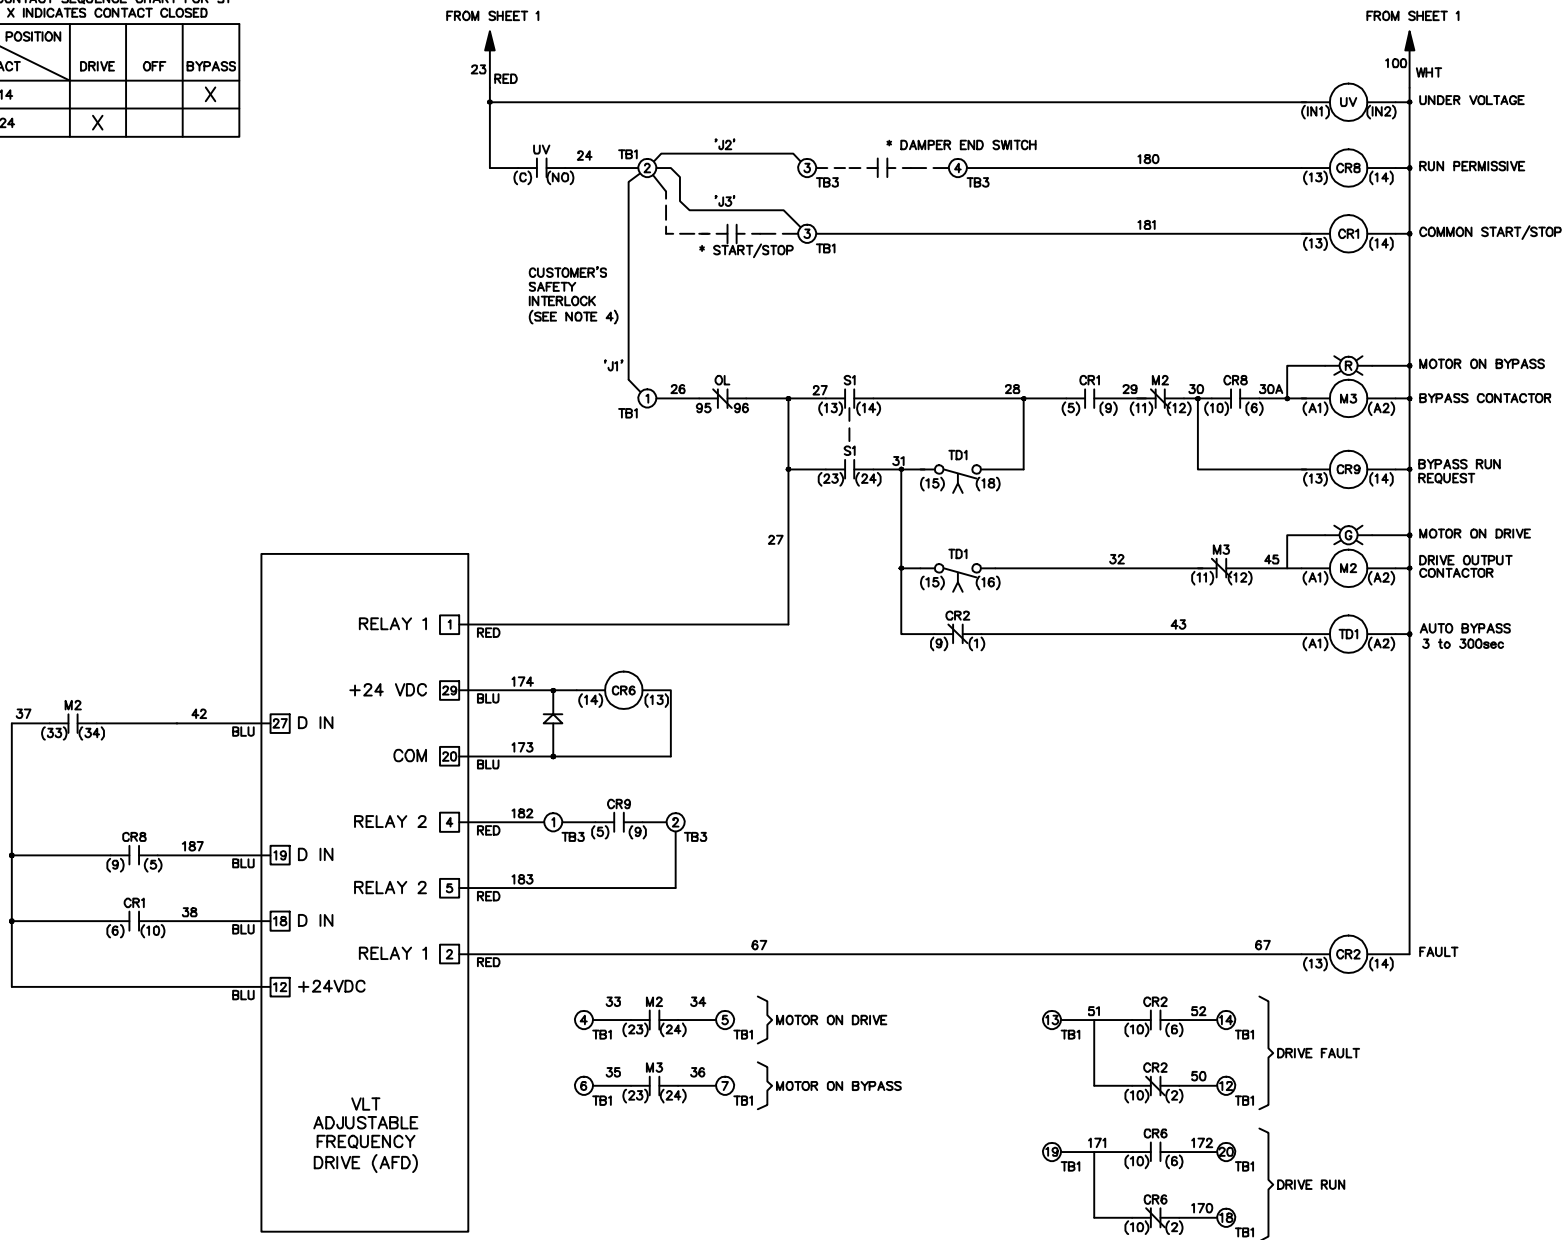 X INDICATES CONTACT CLOSED
POSITION
DRIVE
OFF
BYPASS
14
X
24
X
FROM SHEET 1
FROM SHEET 1
23
RED
100
WHT
(IN1) UV (IN2)
UNDER VOLTAGE
UV
(C) (NO)
24
TB1
2
'J2'
3
TB3
* DAMPER END SWITCH
4
TB3
180
(13) CR8 (14)
RUN PERMISSIVE
'J3'
* START/STOP
3
TB1
181
(13) CR1 (14)
COMMON START/STOP
CUSTOMER'S
SAFETY
INTERLOCK
(SEE NOTE 4)
'J1'
1
TB1
26
OL
95 96
27
S1
(13) (14)
28
CR1
(5) (9)
29
M2
(11) (12)
30
CR8
(10) (6)
30A
R
MOTOR ON BYPASS
(A1) M3 (A2)
BYPASS CONTACTOR
S1
(23) (24)
31
TD1
(15) (18)
(13) CR9 (14)
BYPASS RUN
REQUEST
27
TD1
(15) (16)
32
M3
(11) (12)
45
G
MOTOR ON DRIVE
(A1) M2 (A2)
DRIVE OUTPUT
CONTACTOR
CR2
(9) (1)
43
(A1) TD1 (A2)
AUTO BYPASS
3 to 300sec
RELAY 1 1
RED
+24 VDC 29
BLU
174
(14) CR6 (13)
COM 20
BLU
173
37
M2
(33) (34)
42
BLU
27 D IN
RELAY 2 4
RED
182
1
TB3
CR9
(5) (9)
2
TB3
CR8
(9) (5)
187
BLU
19 D IN
RELAY 2 5
RED
183
CR1
(6) (10)
38
BLU
18 D IN
RELAY 1 2
RED
67
67
(13) CR2 (14)
FAULT
BLU
12 +24VDC
VLT
ADJUSTABLE
FREQUENCY
DRIVE (AFD)
4
TB1
33
M2
(23) (24)
34
5
TB1
MOTOR ON DRIVE
6
TB1
35
M3
(23) (24)
36
7
TB1
MOTOR ON BYPASS
13
TB1
51
CR2
(10) (6)
52
14
TB1
DRIVE FAULT
CR2
(10) (2)
50
12
TB1
19
TB1
171
CR6
(10) (6)
172
20
TB1
DRIVE RUN
CR6
(10) (2)
170
18
TB1